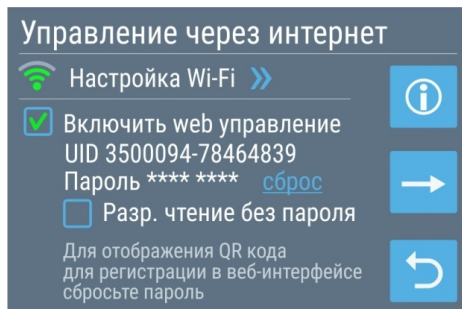 Управление через интернет
Настройка Wi-Fi »
Включить web управление
UID 3500094-78464839
Пароль **** **** сброс
Разр. чтение без пароля
Для отображения QR кода
для регистрации в веб-интерфейсе
сбросьте пароль